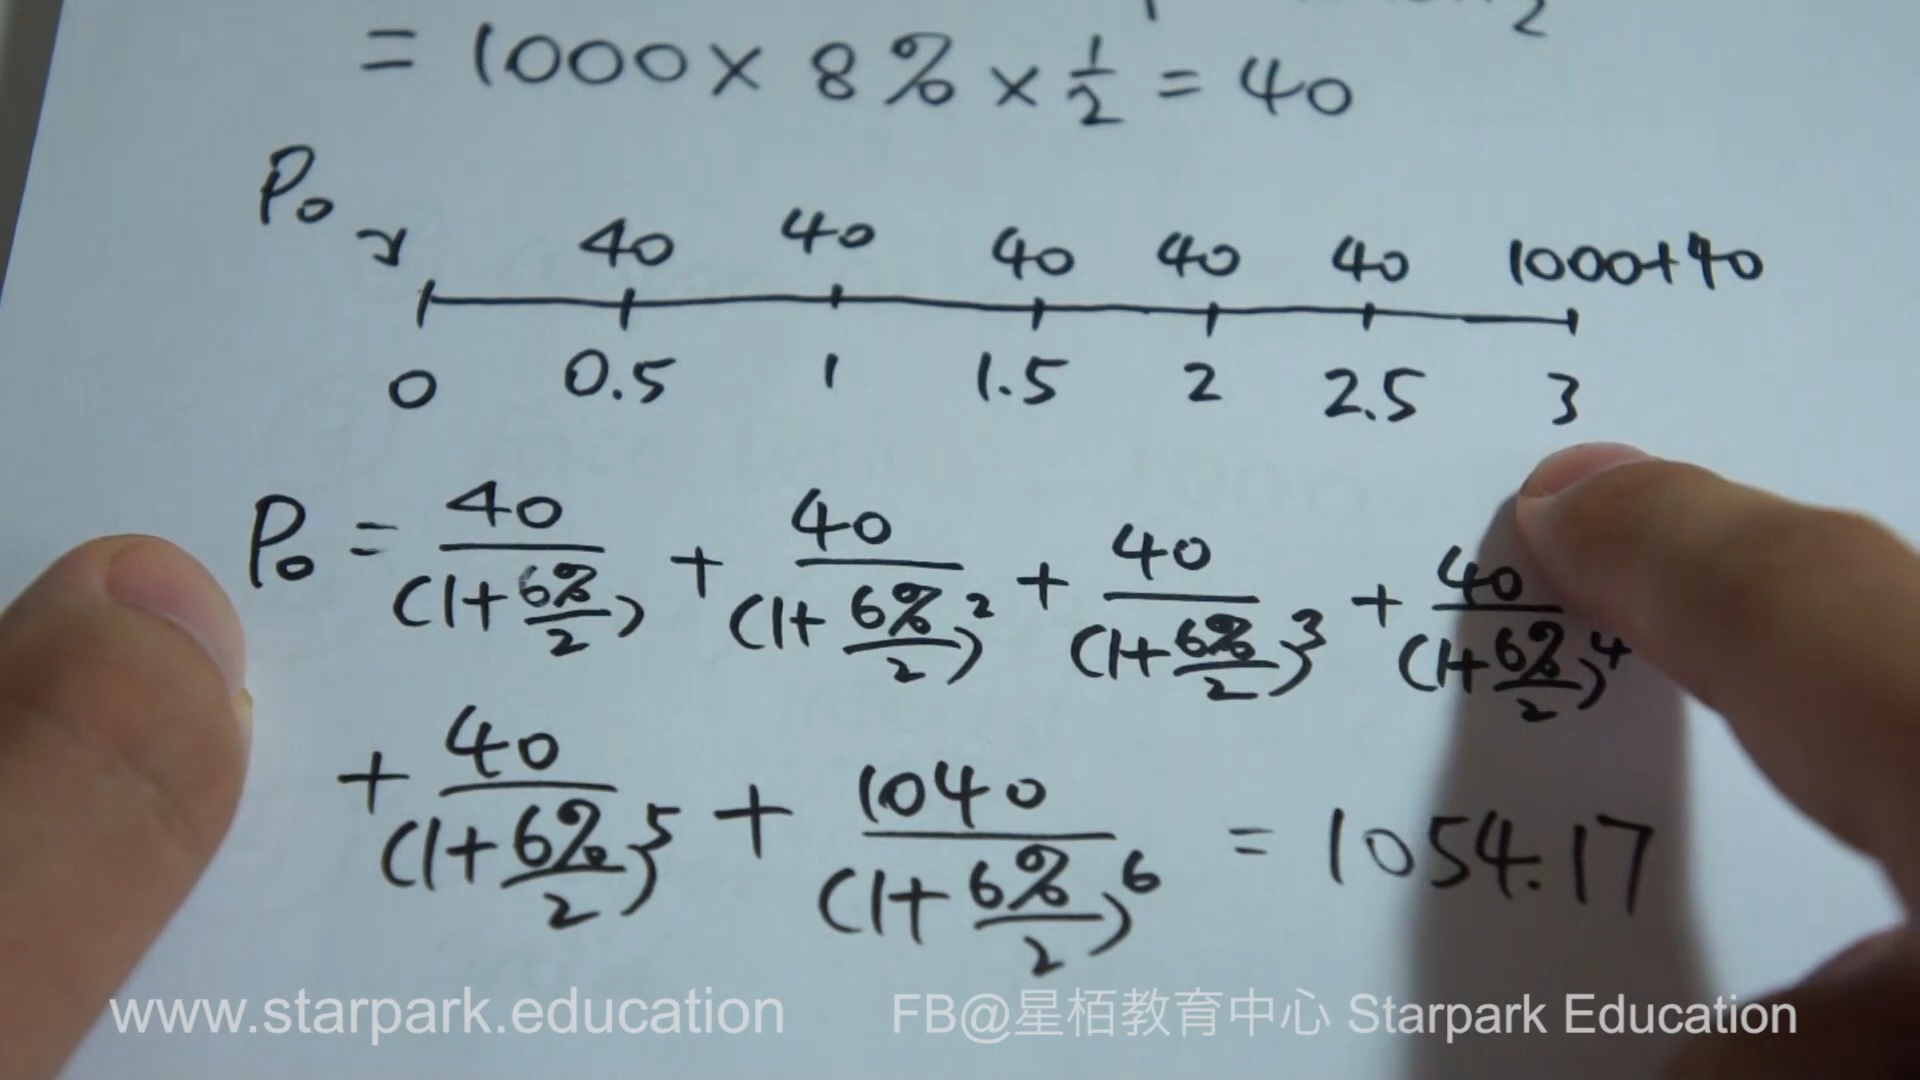 2
= 1000 × 8% × 1/2 = 40
P₀
r 40 40 40 40 40 1000+40
0 0.5 1 1.5 2 2.5 3
P₀ = 40/(1+6%/2) + 40/(1+6%/2)² + 40/(1+6%/2)³ + 40/(1+6%/2)⁴
+ 40/(1+6%/2)⁵ + 1040/(1+6%/2)⁶ = 1054.17
www.starpark.education FB@星栢教育中心 Starpark Education